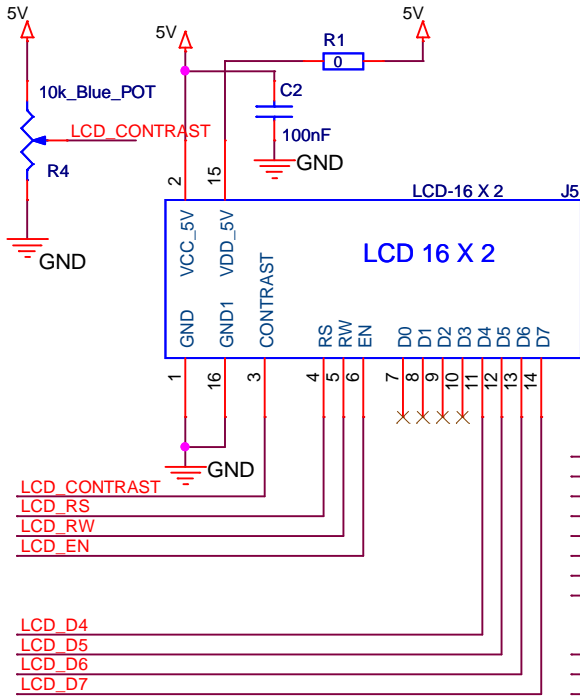 5V
5V
5V
R1
0
10k_Blue_POT
LCD_CONTRAST
R4
C2
100nF
GND
GND
2
15
LCD-16 X 2
J5
VCC_5V
VDD_5V
LCD 16 X 2
GND
GND1
CONTRAST
RS
RW
EN
D0
D1
D2
D3
D4
D5
D6
D7
1
16
3
4
5
6
7
8
9
10
11
12
13
14
GND
LCD_CONTRAST
LCD_RS
LCD_RW
LCD_EN
LCD_D4
LCD_D5
LCD_D6
LCD_D7